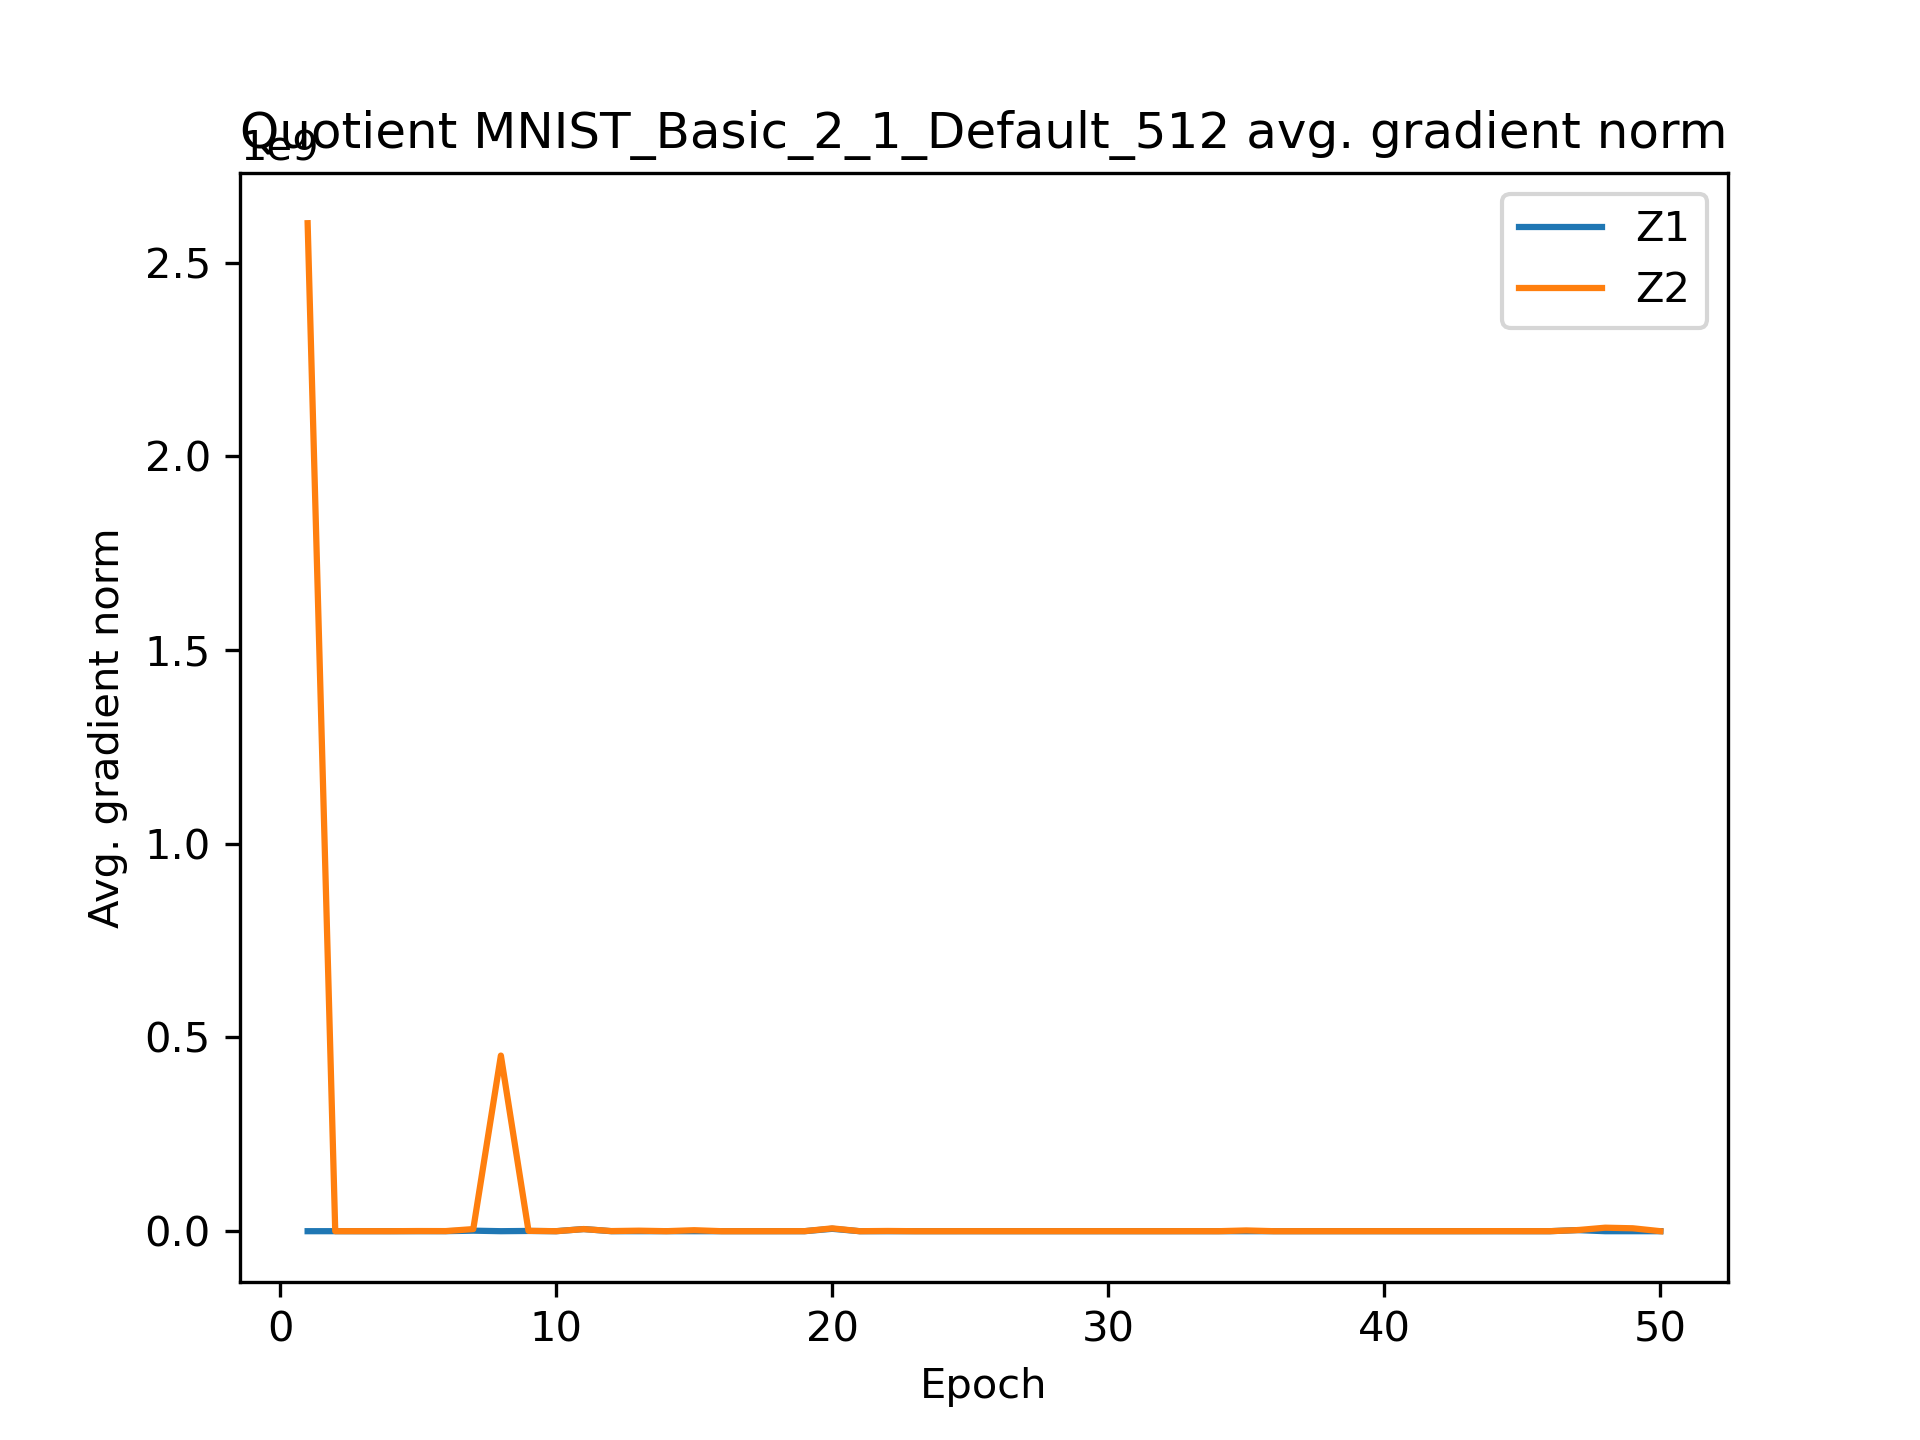 Quotient MNIST_Basic_2_1_Default_512 avg. gradient norm
1e9
Z1
Z2
2.5
2.0
1.5
1.0
0.5
0.0
Avg. gradient norm
0 10 20 30 40 50
Epoch